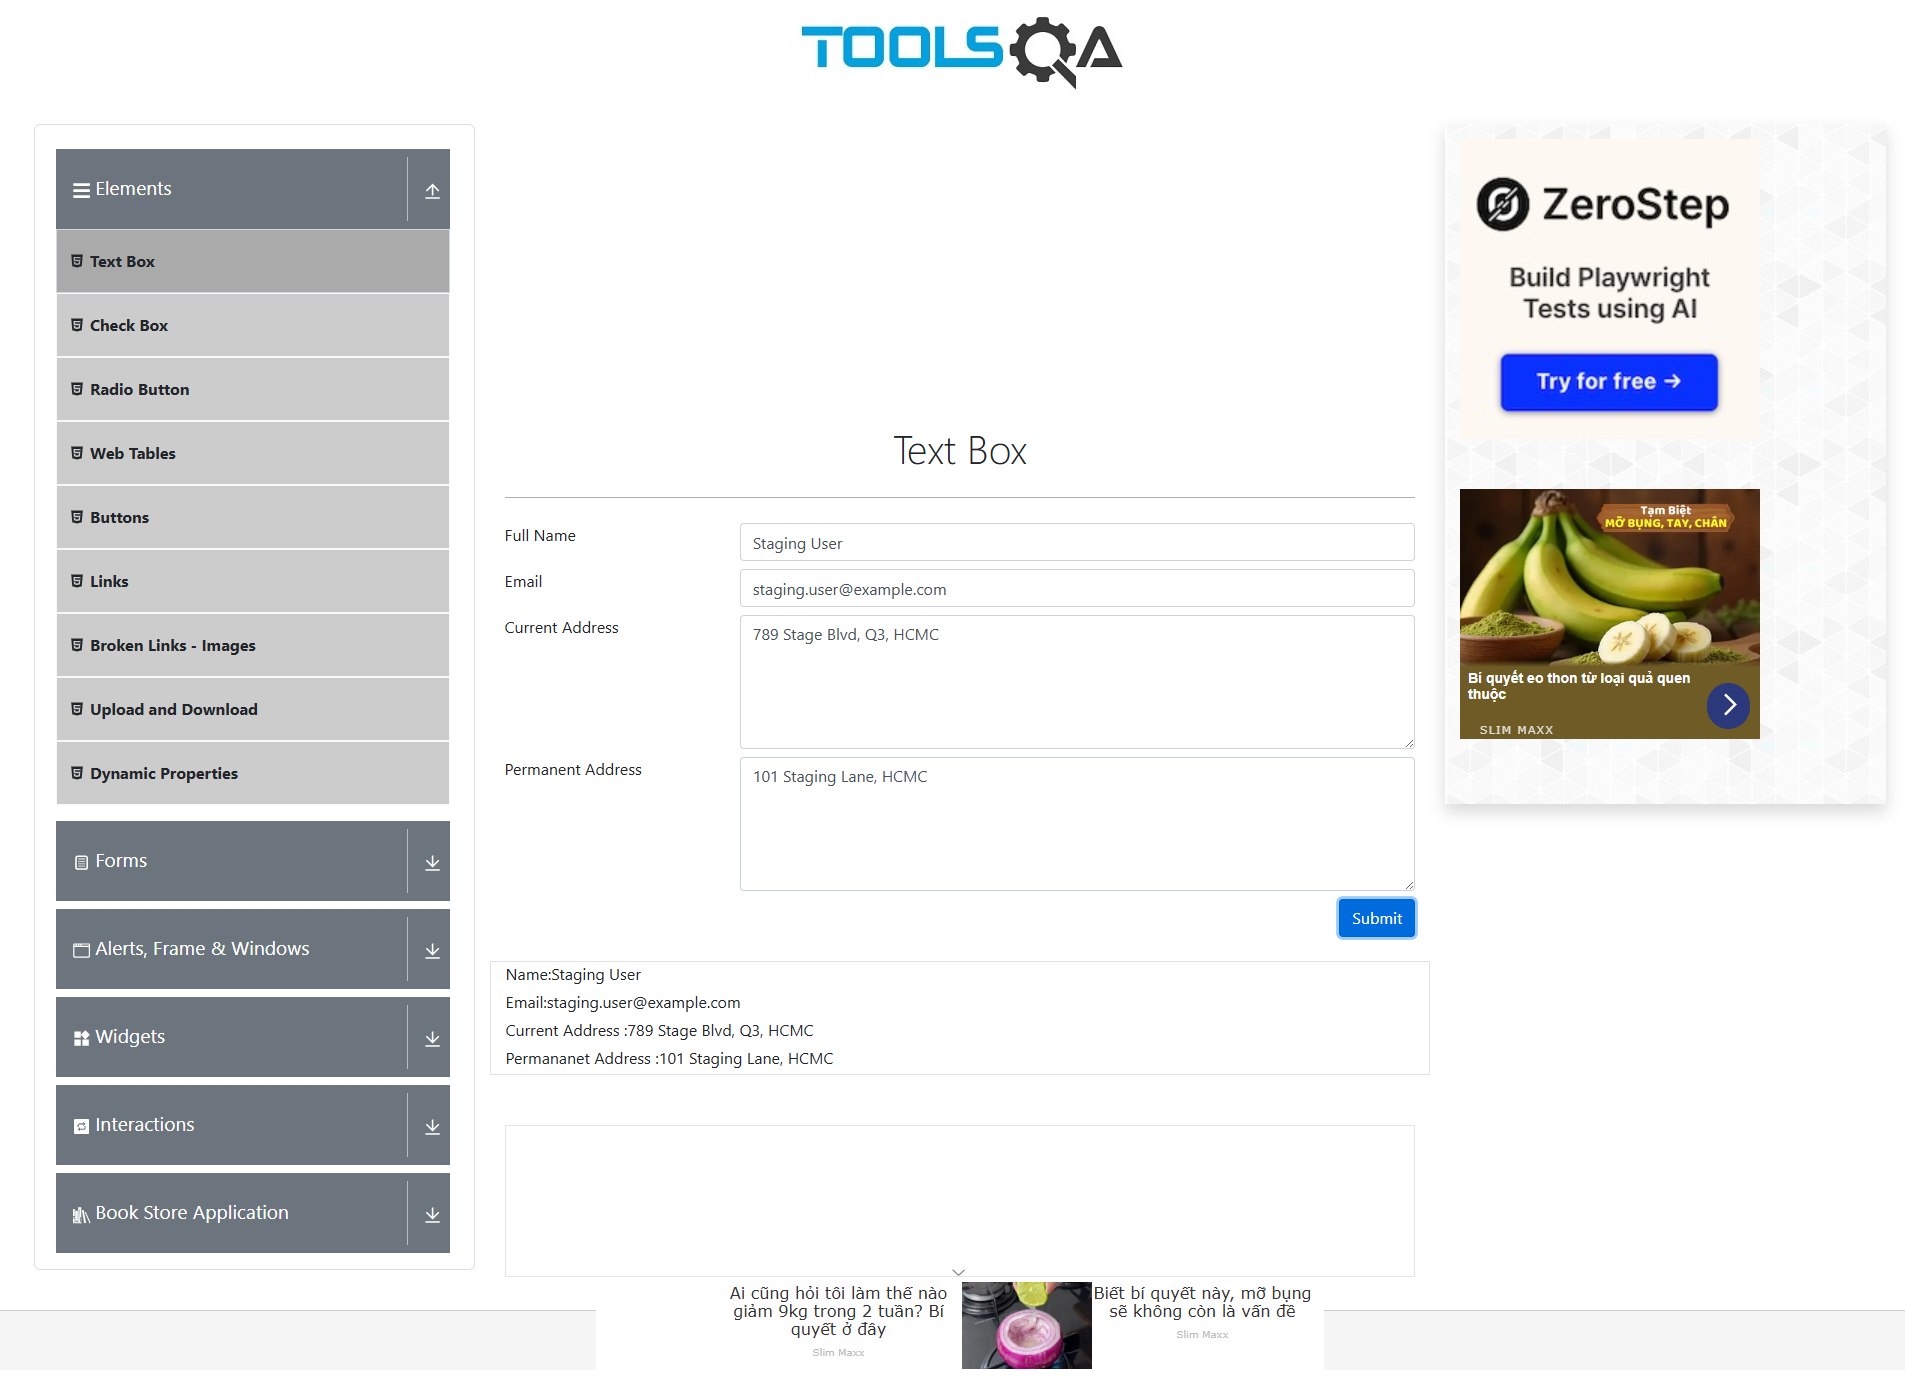 TOOLSQA
Elements
Text Box
Check Box
Radio Button
Web Tables
Buttons
Links
Broken Links - Images
Upload and Download
Dynamic Properties
Forms
Alerts, Frame & Windows
Widgets
Interactions
Book Store Application
Text Box
Full Name
Staging User
Email
staging.user@example.com
Current Address
789 Stage Blvd, Q3, HCMC
Permanent Address
101 Staging Lane, HCMC
Submit
Name:Staging User
Email:staging.user@example.com
Current Address :789 Stage Blvd, Q3, HCMC
Permananet Address :101 Staging Lane, HCMC
ZeroStep
Build Playwright
Tests using AI
Try for free →
Tạm Biệt
MỠ BỤNG, TAY, CHÂN
Bí quyết eo thon từ loại quả quen
thuộc
SLIM MAXX
Ai cũng hỏi tôi làm thế nào
giảm 9kg trong 2 tuần? Bí
quyết ở đây
Slim Maxx
Biết bí quyết này, mỡ bụng
sẽ không còn là vấn đề
Slim Maxx